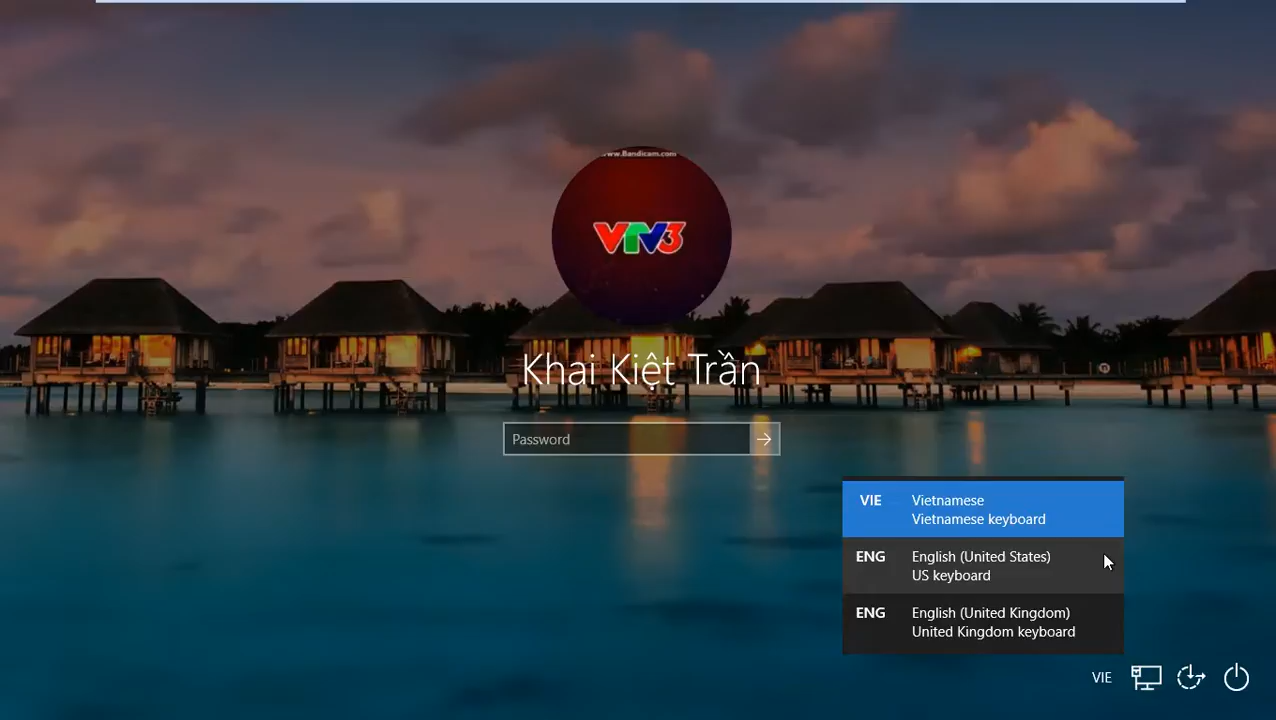 www.Bandicam.com
VTV3
Khai Kiệt Trần
Password
VIE Vietnamese
Vietnamese keyboard
ENG English (United States)
US keyboard
ENG English (United Kingdom)
United Kingdom keyboard
VIE